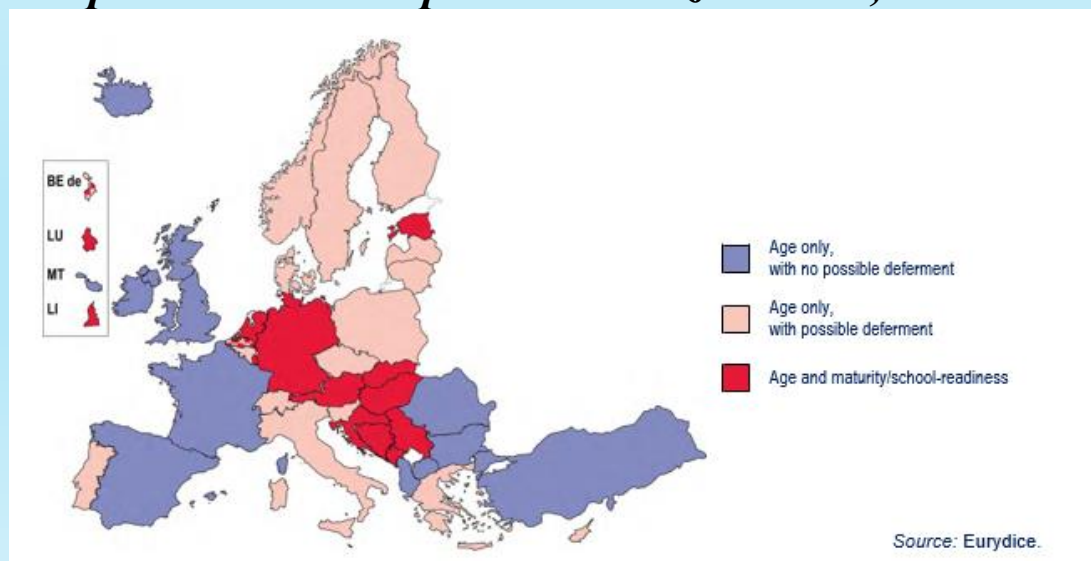 BE de
LU
MT
LI
Age only,
with no possible deferment
Age only,
with possible deferment
Age and maturity/school-readiness
Source: Eurydice.